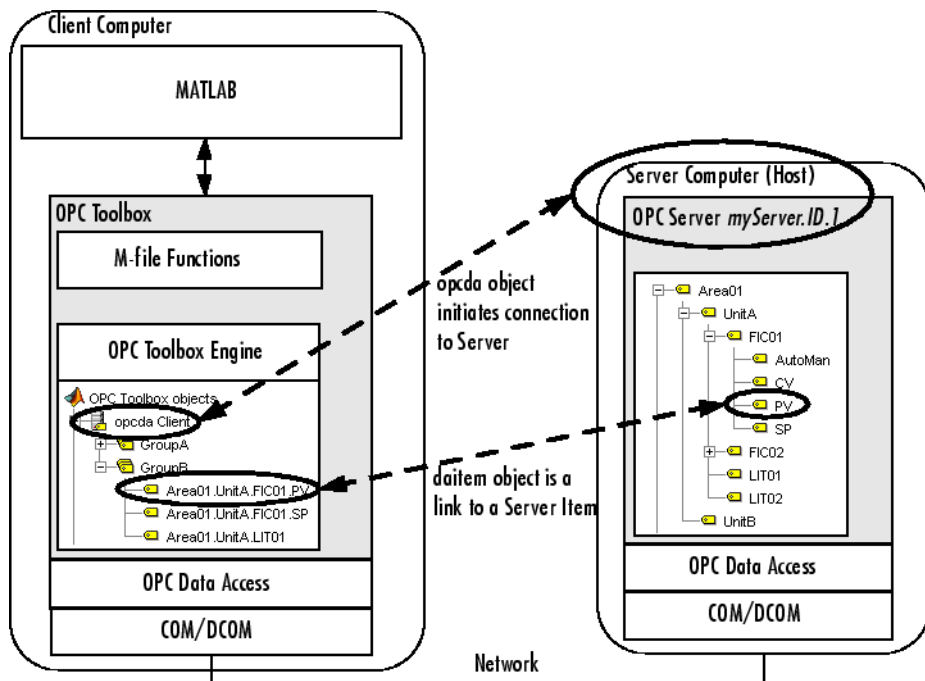 Client Computer
MATLAB
OPC Toolbox
M-file Functions
OPC Toolbox Engine
OPC Toolbox objects
opcda Client
GroupA
GroupB
Area01.UnitA.FIC01.PV
Area01.UnitA.FIC01.SP
Area01.UnitA.LIT01
OPC Data Access
COM/DCOM
opcda object
initiates connection
to Server
daitem object is a
link to a Server Item
Network
Server Computer (Host)
OPC Server myServer.ID.1
Area01
UnitA
FIC01
AutoMan
CV
PV
SP
FIC02
LIT01
LIT02
UnitB
OPC Data Access
COM/DCOM